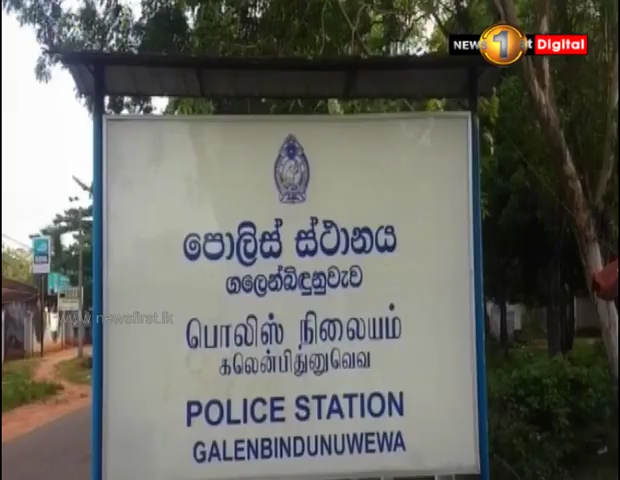 NEWS 1st Digital
පොලිස් ස්ථානය
ගලෙන්බිඳුනුවැව
www.newsfirst.lk
பொலிஸ் நிலையம்
கலென்பிதுனுவெவ
POLICE STATION
GALENBINDUNUWEWA